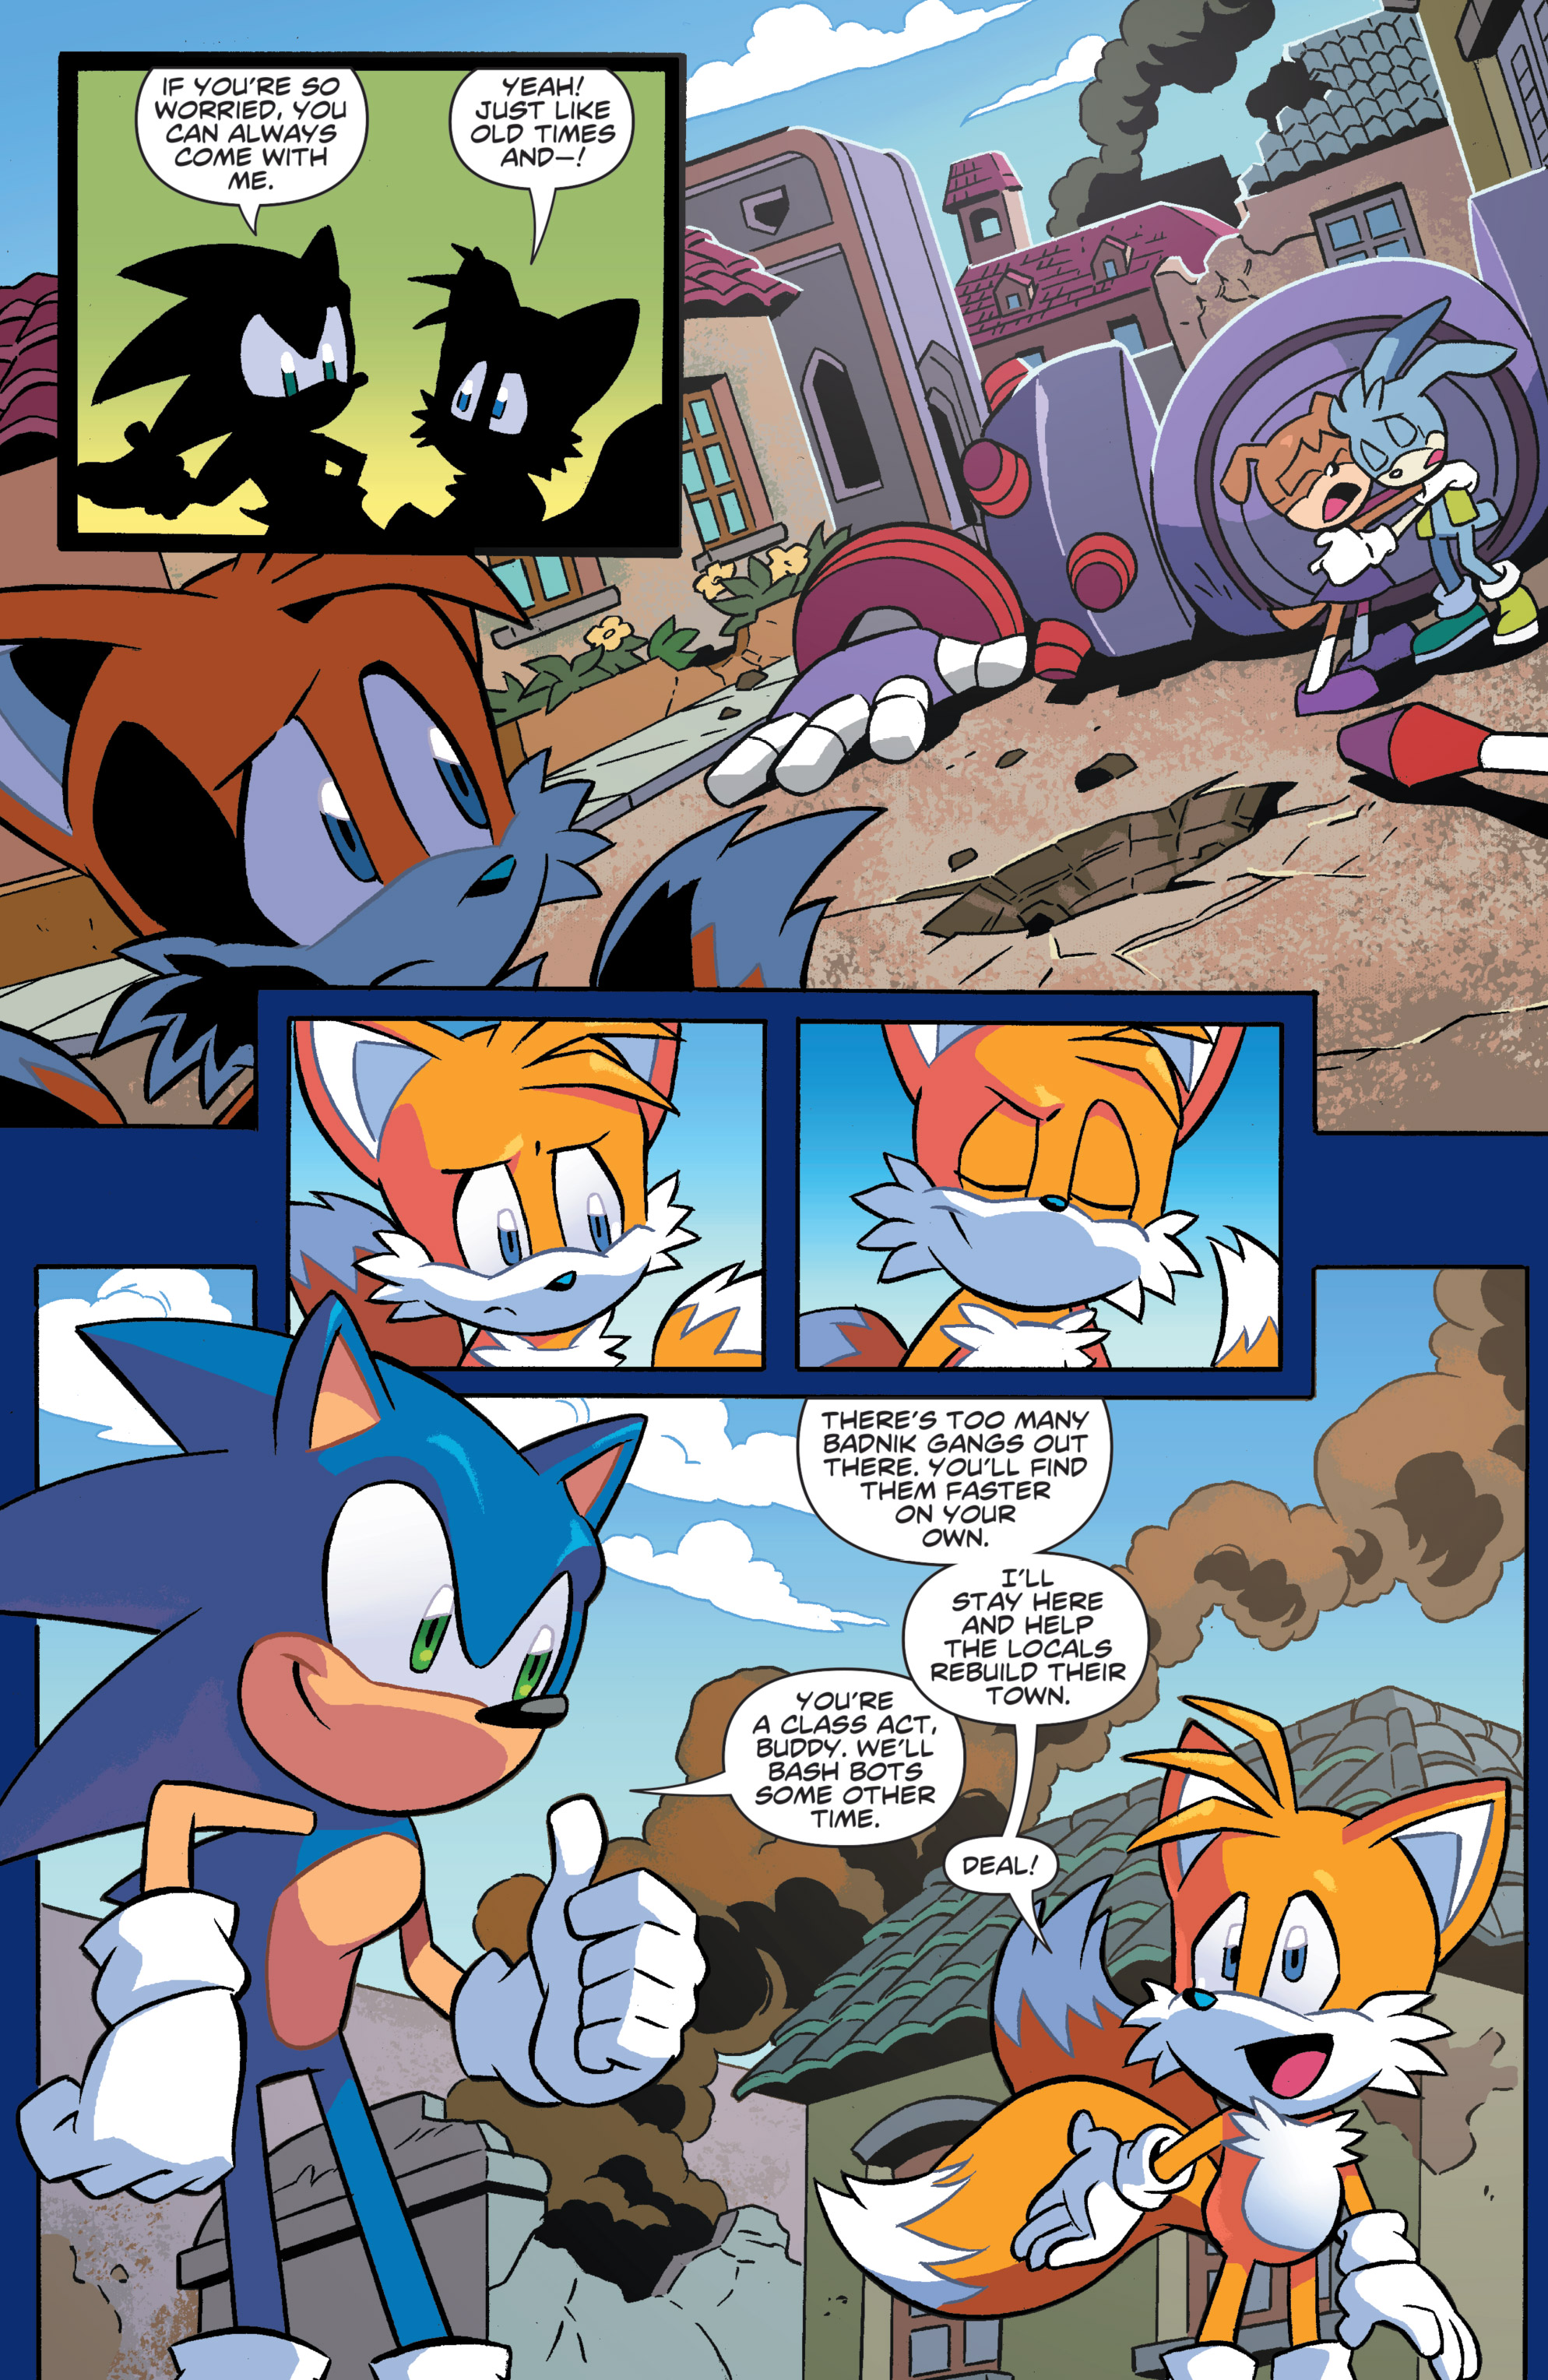 IF YOU'RE SO
WORRIED, YOU
CAN ALWAYS
COME WITH
ME.
YEAH!
JUST LIKE
OLD TIMES
AND—!
THERE'S TOO MANY
BADNIK GANGS OUT
THERE. YOU'LL FIND
THEM FASTER
ON YOUR
OWN.
I'LL
STAY HERE
AND HELP
THE LOCALS
REBUILD THEIR
TOWN.
YOU'RE
A CLASS ACT,
BUDDY. WE'LL
BASH BOTS
SOME OTHER
TIME.
DEAL!